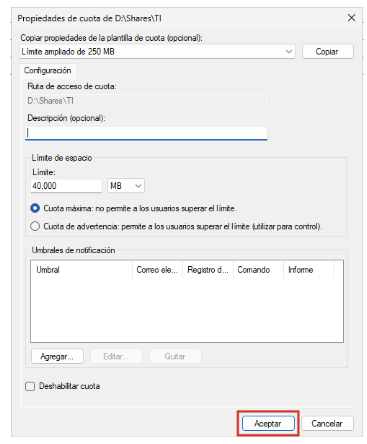 Propiedades de cuota de D:\Shares\TI
Copiar propiedades de la plantilla de cuota (opcional):
Límite ampliado de 250 MB
Copiar
Configuración
Ruta de acceso de cuota:
D:\Shares\TI
Descripción (opcional):
Límite de espacio
Límite:
40,000 MB
Cuota máxima: no permite a los usuarios superar el límite.
Cuota de advertencia: permite a los usuarios superar el límite (utilizar para control).
Umbrales de notificación
Umbral Correo ele... Registro d... Comando Informe
Agregar... Editar... Quitar
Deshabilitar cuota
Aceptar Cancelar